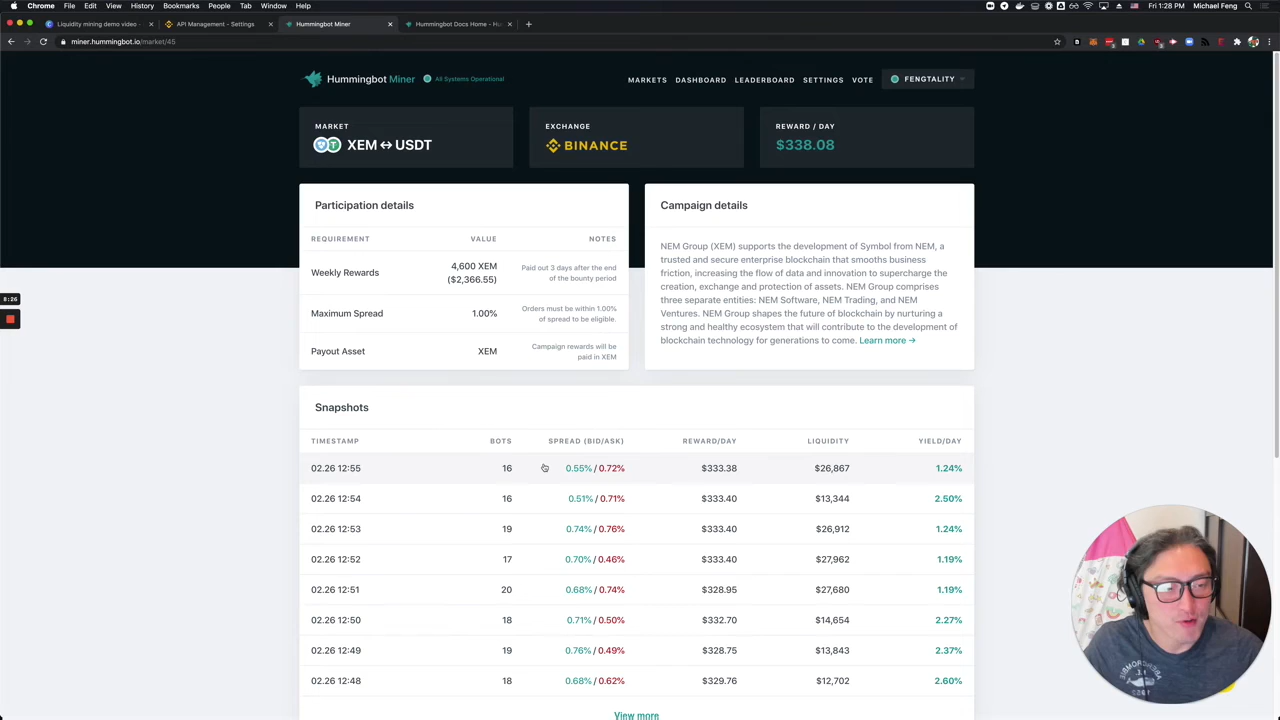 Chrome File Edit View History Bookmarks People Tab Window Help
Fri 1:28 PM Michael Feng
Liquidity mining demo video -
API Management - Settings
Hummingbot Miner
Hummingbot Docs Home - Hu
miner.hummingbot.io/market/45
Hummingbot Miner
All Systems Operational
MARKETS DASHBOARD LEADERBOARD SETTINGS VOTE FENGTALITY
MARKET
XEM ↔ USDT
EXCHANGE
BINANCE
REWARD / DAY
$338.08
8:26
Participation details
REQUIREMENT VALUE NOTES
Weekly Rewards
4,600 XEM
($2,366.55)
Paid out 3 days after the end
of the bounty period
Maximum Spread
1.00%
Orders must be within 1.00%
of spread to be eligible.
Payout Asset
XEM
Campaign rewards will be
paid in XEM
Campaign details
NEM Group (XEM) supports the development of Symbol from NEM, a
trusted and secure enterprise blockchain that smooths business
friction, increasing the flow of data and innovation to supercharge the
creation, exchange and protection of assets. NEM Group comprises
three separate entities: NEM Software, NEM Trading, and NEM
Ventures. NEM Group shapes the future of blockchain by nurturing a
strong and healthy ecosystem that will contribute to the development of
blockchain technology for generations to come. Learn more →
Snapshots
TIMESTAMP BOTS SPREAD (BID/ASK) REWARD/DAY LIQUIDITY YIELD/DAY
02.26 12:55 16 0.55% / 0.72% $333.38 $26,867 1.24%
02.26 12:54 16 0.51% / 0.71% $333.40 $13,344 2.50%
02.26 12:53 19 0.74% / 0.76% $333.40 $26,912 1.24%
02.26 12:52 17 0.70% / 0.46% $333.40 $27,962 1.19%
02.26 12:51 20 0.68% / 0.74% $328.95 $27,680 1.19%
02.26 12:50 18 0.71% / 0.50% $332.70 $14,654 2.27%
02.26 12:49 19 0.76% / 0.49% $328.75 $13,843 2.37%
02.26 12:48 18 0.68% / 0.62% $329.76 $12,702 2.60%
View more